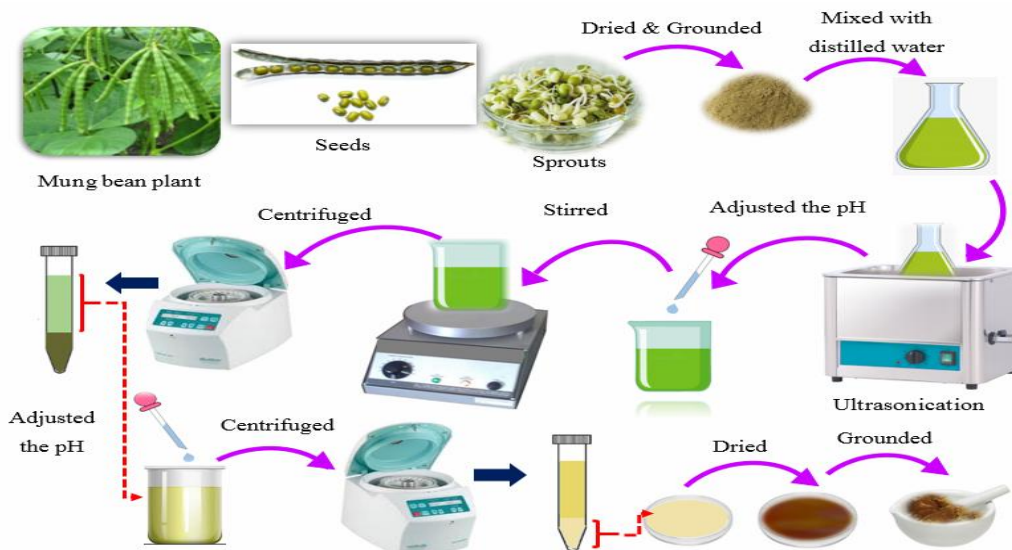 Dried & Grounded
Mixed with
distilled water
Seeds
Sprouts
Mung bean plant
Centrifuged
Stirred
Adjusted the pH
Ultrasonication
Adjusted
the pH
Centrifuged
Dried
Grounded